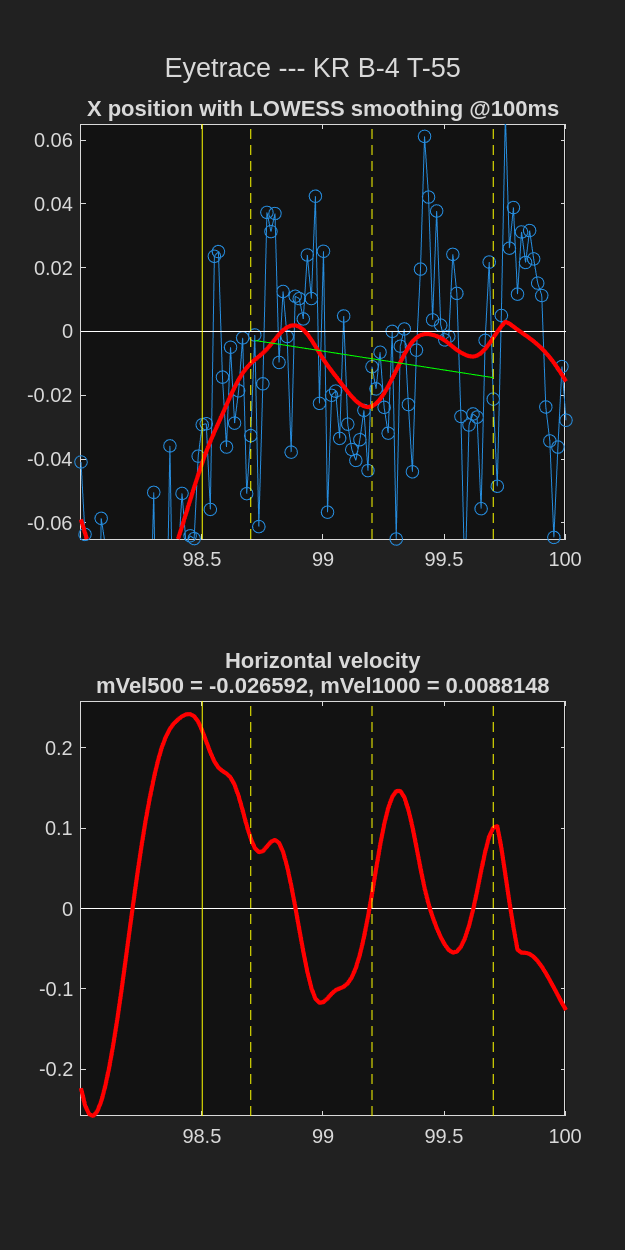 Eyetrace --- KR B-4 T-55
X position with LOWESS smoothing @100ms
0.06
0.04
0.02
0
-0.02
-0.04
-0.06
98.5 99 99.5 100
Horizontal velocity
mVel500 = -0.026592, mVel1000 = 0.0088148
0.2
0.1
0
-0.1
-0.2
98.5 99 99.5 100